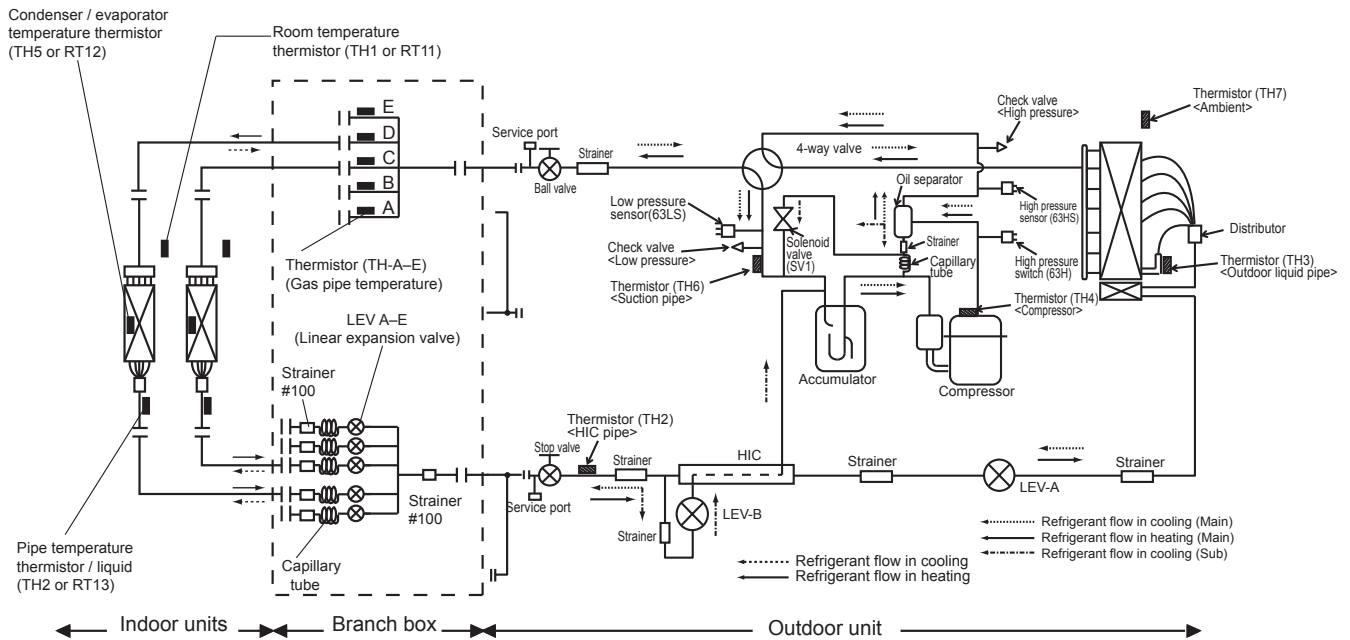 Condenser / evaporator
temperature thermistor
(TH5 or RT12)
Room temperature
thermistor (TH1 or RT11)
E
D
C
B
A
Thermistor (TH-A–E)
(Gas pipe temperature)
LEV A–E
(Linear expansion valve)
Strainer
#100
Strainer
#100
Capillary
tube
Pipe temperature
thermistor / liquid
(TH2 or RT13)
Service port
Ball valve
Strainer
4-way valve
Check valve
<High pressure>
Thermistor (TH7)
<Ambient>
Low pressure
sensor(63LS)
Check valve
<Low pressure>
Thermistor (TH6)
<Suction pipe>
Solenoid
valve
(SV1)
Oil separator
Strainer
Capillary
tube
High pressure
sensor (63HS)
High pressure
switch (63H)
Distributor
Thermistor (TH3)
<Outdoor liquid pipe>
Thermistor (TH4)
<Compressor>
Accumulator
Compressor
Thermistor (TH2)
<HIC pipe>
Stop valve
Service port
Strainer
Strainer
HIC
LEV-B
Strainer
LEV-A
Strainer
Refrigerant flow in cooling
Refrigerant flow in heating
Refrigerant flow in cooling (Main)
Refrigerant flow in heating (Main)
Refrigerant flow in cooling (Sub)
Indoor units
Branch box
Outdoor unit